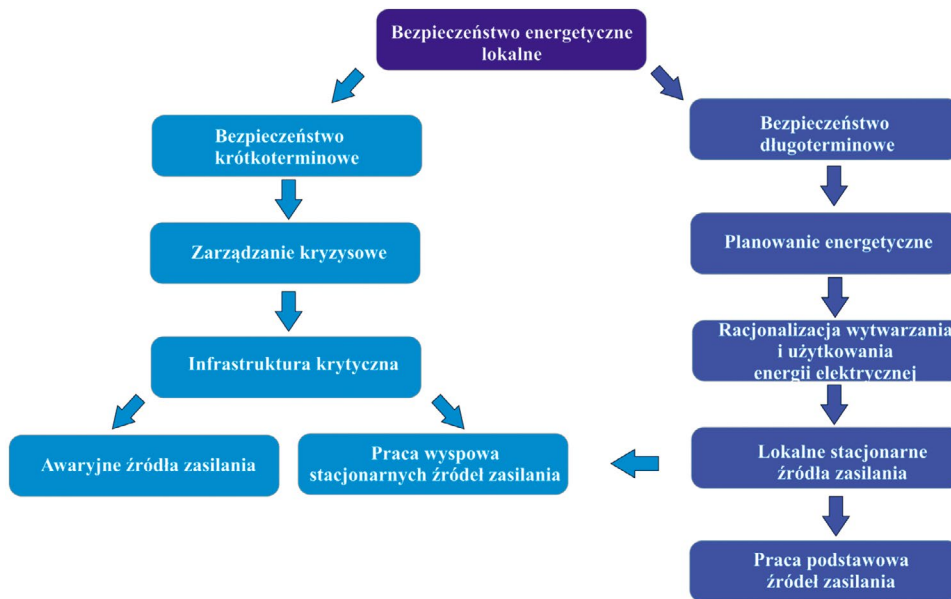 Bezpieczeństwo energetyczne
lokalne
Bezpieczeństwo
krótkoterminowe
Bezpieczeństwo
długoterminowe
Zarządzanie kryzysowe
Planowanie energetyczne
Infrastruktura krytyczna
Racjonalizacja wytwarzania
i użytkowania
energii elektrycznej
Awaryjne źródła zasilania
Praca wyspowa
stacjonarnych źródeł zasilania
Lokalne stacjonarne
źródła zasilania
Praca podstawowa
źródeł zasilania